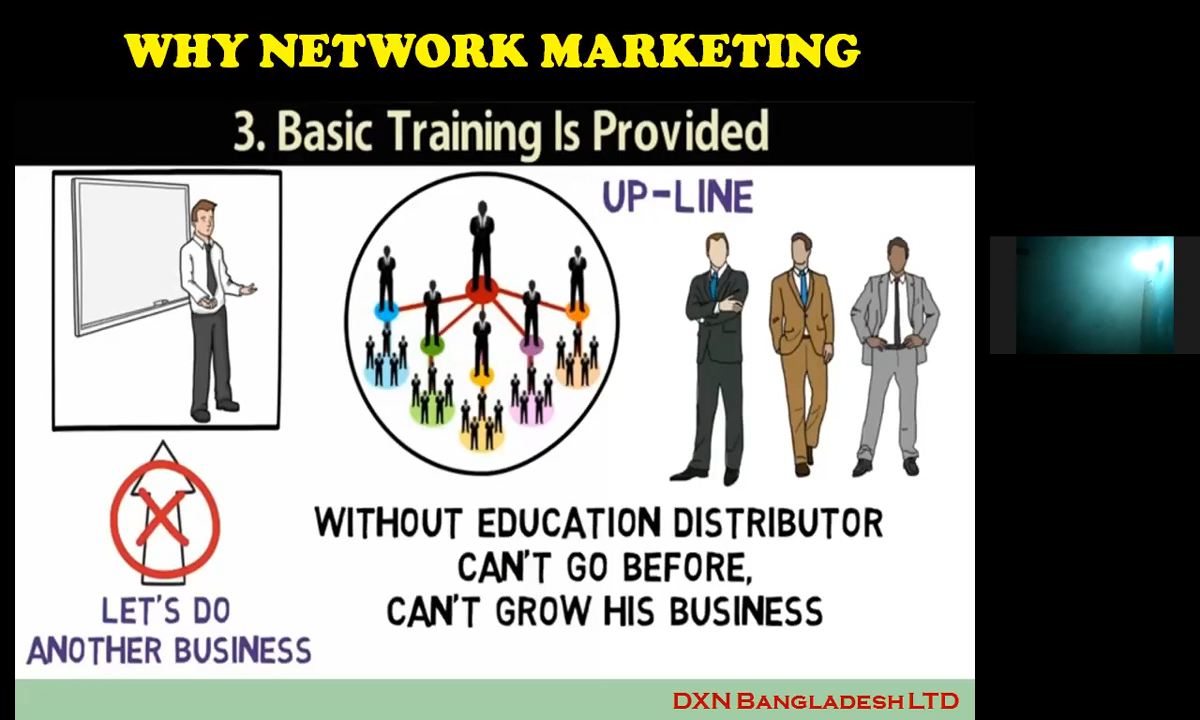 WHY NETWORK MARKETING
3. Basic Training Is Provided
UP-LINE
WITHOUT EDUCATION DISTRIBUTOR
CAN'T GO BEFORE,
CAN'T GROW HIS BUSINESS
LET'S DO
ANOTHER BUSINESS
DXN BANGLADESH LTD